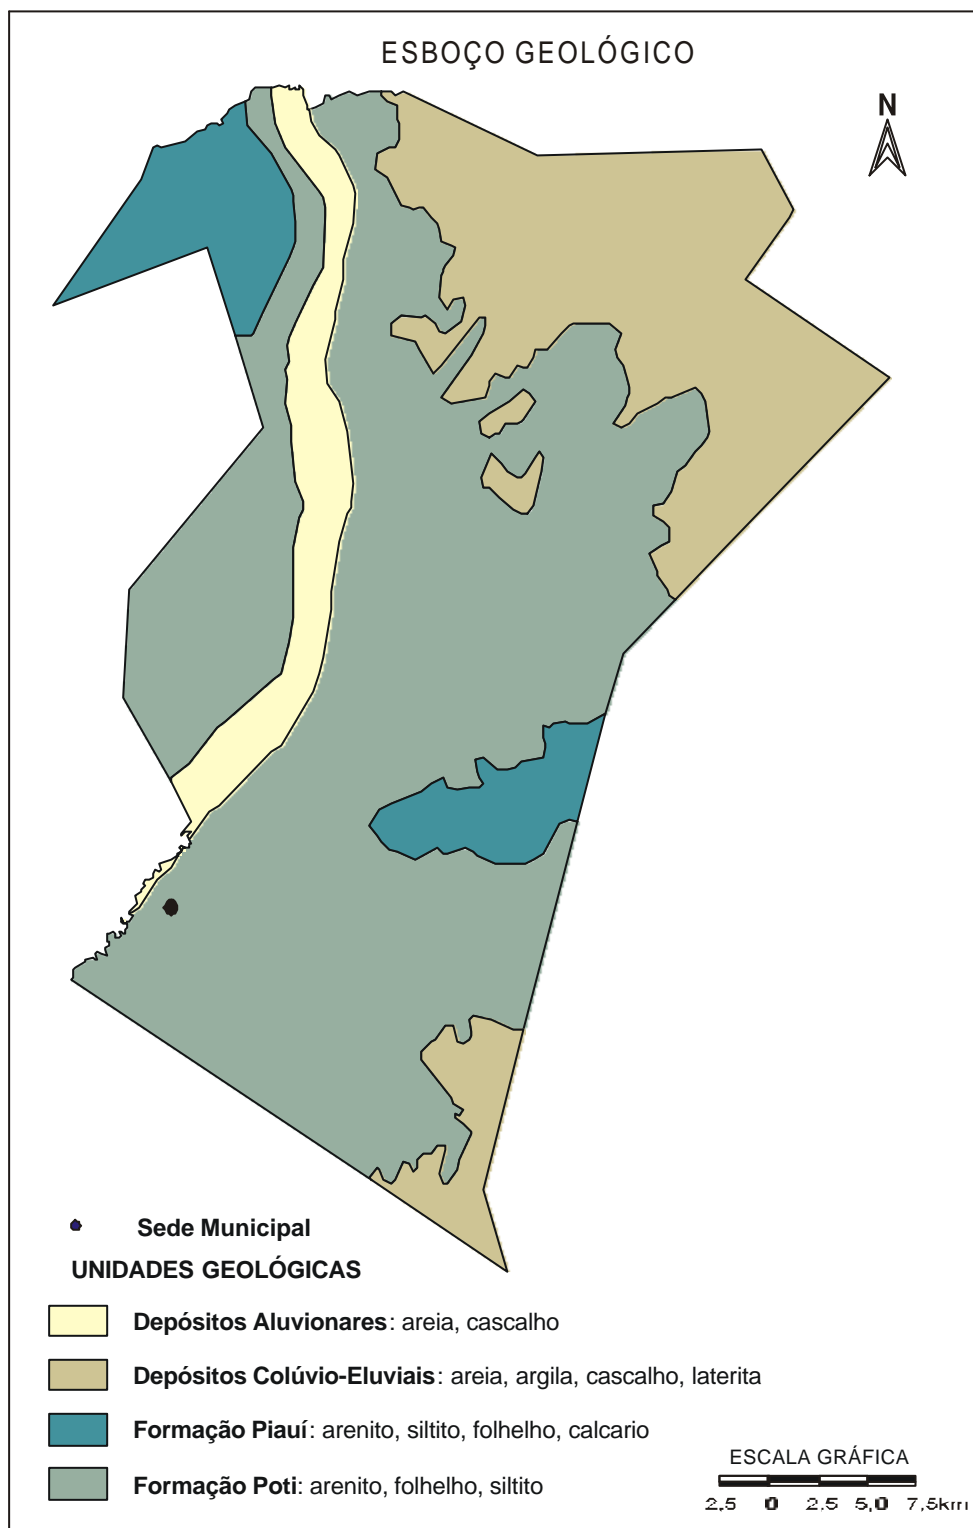 ESBOÇO GEOLÓGICO
N
Sede Municipal
UNIDADES GEOLÓGICAS
Depósitos Aluvionares: areia, cascalho
Depósitos Colúvio-Eluviais: areia, argila, cascalho, laterita
Formação Piauí: arenito, siltito, folhelho, calcario
Formação Poti: arenito, folhelho, siltito
ESCALA GRÁFICA
2,5 0 2,5 5,0 7,5km